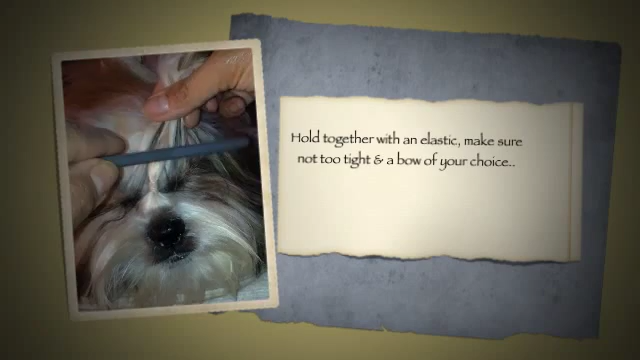 Hold together with an elastic, make sure
not too tight & a bow of your choice..